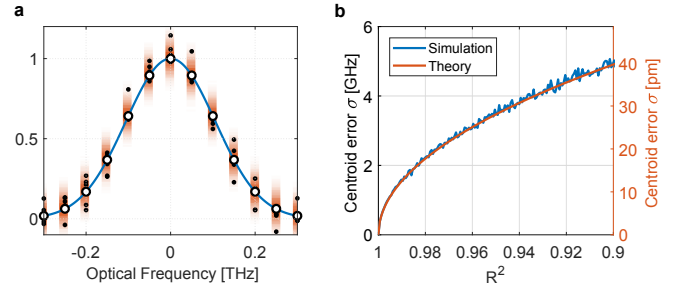 a
1
0.5
0
-0.2
0
0.2
Optical Frequency [THz]
b
Simulation
Theory
Centroid error σ [GHz]
6
4
2
0
Centroid error σ [pm]
40
30
20
10
0
1
0.98
0.96
0.94
0.92
0.9
R²